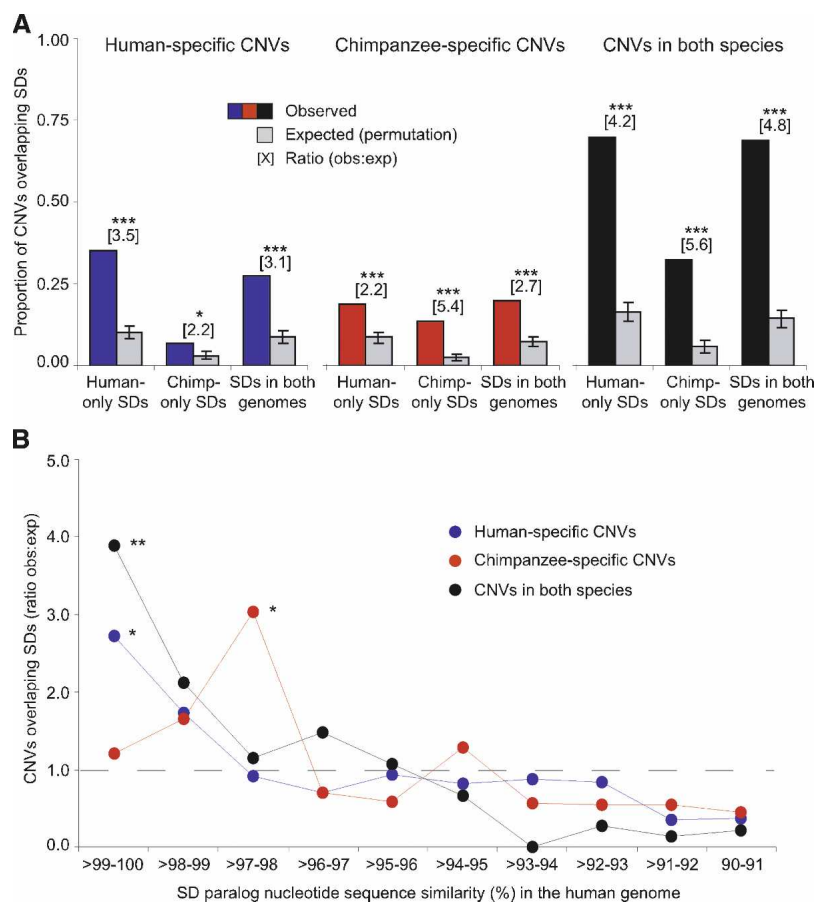 A
Human-specific CNVs Chimpanzee-specific CNVs CNVs in both species
Proportion of CNVs overlapping SDs
1.00
0.75
0.50
0.25
0.00
Observed
Expected (permutation)
[X] Ratio (obs:exp)
***
[3.5]
*
[2.2]
***
[3.1]
***
[2.2]
***
[5.4]
***
[2.7]
***
[4.2]
***
[5.6]
***
[4.8]
Human-only SDs
Chimp-only SDs
SDs in both genomes
Human-only SDs
Chimp-only SDs
SDs in both genomes
Human-only SDs
Chimp-only SDs
SDs in both genomes
B
CNVs overlaping SDs (ratio obs:exp)
5.0
4.0
3.0
2.0
1.0
0.0
Human-specific CNVs
Chimpanzee-specific CNVs
CNVs in both species
**
*
*
>99-100 >98-99 >97-98 >96-97 >95-96 >94-95 >93-94 >92-93 >91-92 90-91
SD paralog nucleotide sequence similarity (%) in the human genome